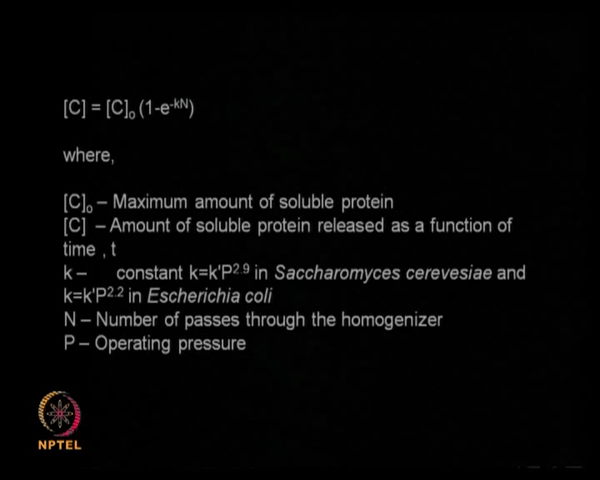 [C] = [C]ₒ (1-e⁻ᵏᴺ)
where,
[C]ₒ – Maximum amount of soluble protein
[C] – Amount of soluble protein released as a function of
time , t
k – constant k=k'P²·⁹ in Saccharomyces cerevesiae and
k=k'P²·² in Escherichia coli
N – Number of passes through the homogenizer
P – Operating pressure
NPTEL